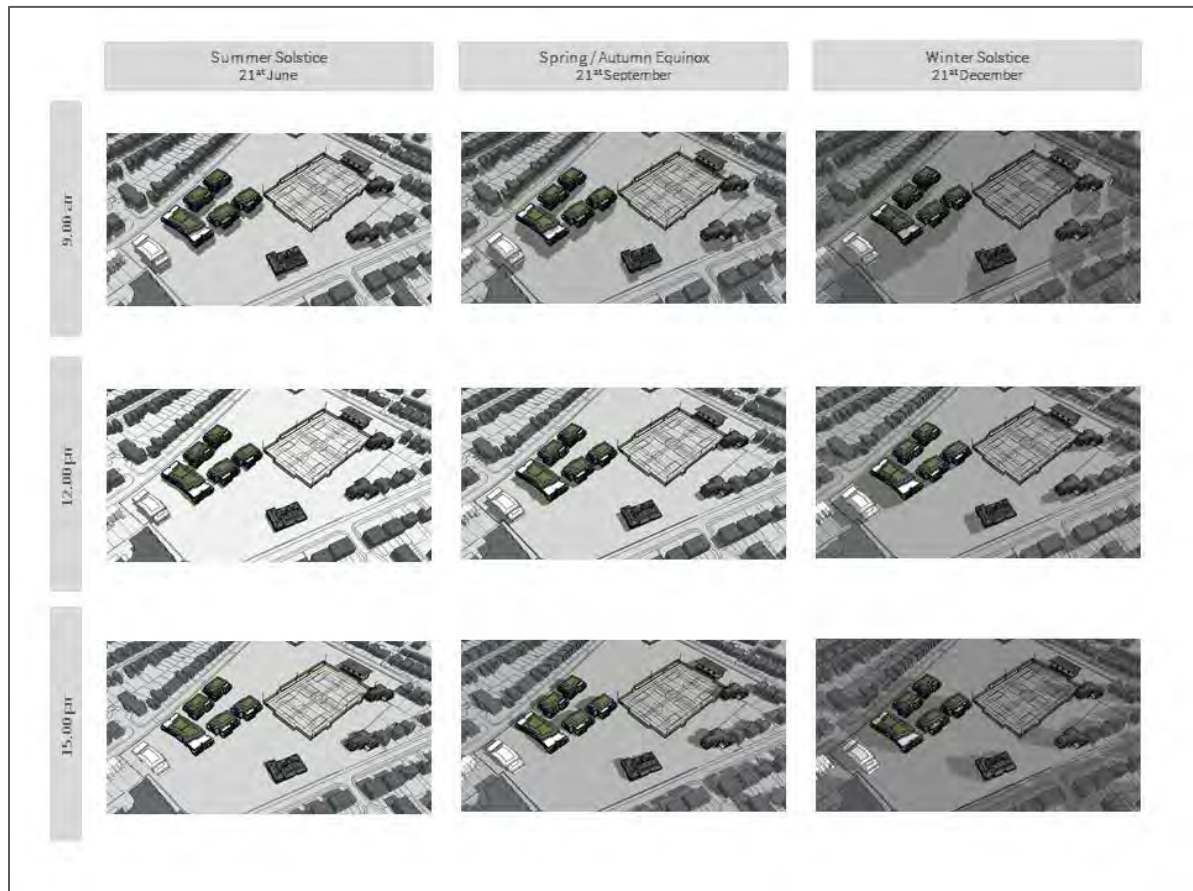 Summer Solstice
21st June
Spring / Autumn Equinox
21st September
Winter Solstice
21st December
9.00 am
12.00 pm
15.00 pm